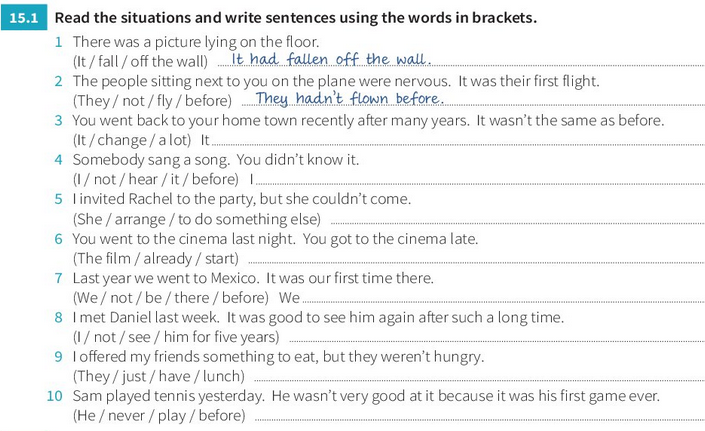 15.1 Read the situations and write sentences using the words in brackets.
1 There was a picture lying on the floor.
(It / fall / off the wall) It had fallen off the wall.
2 The people sitting next to you on the plane were nervous. It was their first flight.
(They / not / fly / before) They hadn't flown before.
3 You went back to your home town recently after many years. It wasn't the same as before.
(It / change / a lot) It
4 Somebody sang a song. You didn't know it.
(I / not / hear / it / before) I
5 I invited Rachel to the party, but she couldn't come.
(She / arrange / to do something else)
6 You went to the cinema last night. You got to the cinema late.
(The film / already / start)
7 Last year we went to Mexico. It was our first time there.
(We / not / be / there / before) We
8 I met Daniel last week. It was good to see him again after such a long time.
(I / not / see / him for five years)
9 I offered my friends something to eat, but they weren't hungry.
(They / just / have / lunch)
10 Sam played tennis yesterday. He wasn't very good at it because it was his first game ever.
(He / never / play / before)